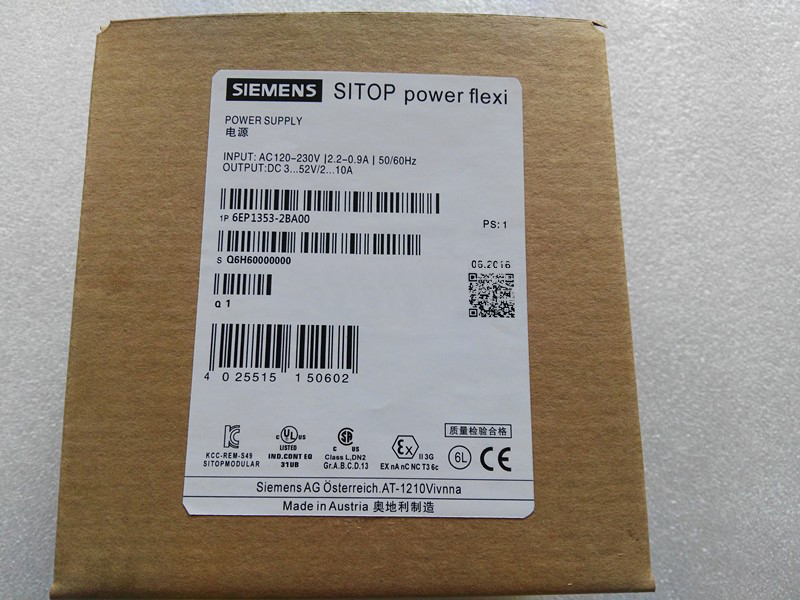 SIEMENS SITOP power flexi
POWER SUPPLY
电源
INPUT: AC120-230V |2.2-0.9A | 50/60Hz
OUTPUT:DC 3...52V/2...10A
1P 6EP1353-2BA00
PS: 1
S Q6H60000000
06.2016
Q 1
4 025515 150602
质量检验合格
C UL US
LISTED
IND.CONT EQ
31UB
C US
Class L,DN2
Gr.A.B.C.D.13
Ex II 3G
EX nA nC NC T3 6c
6L
CE
KCC-REM-S49
SITOPMODULAR
Siemens AG Österreich.AT-1210Vivnna
Made in Austria 奥地利制造